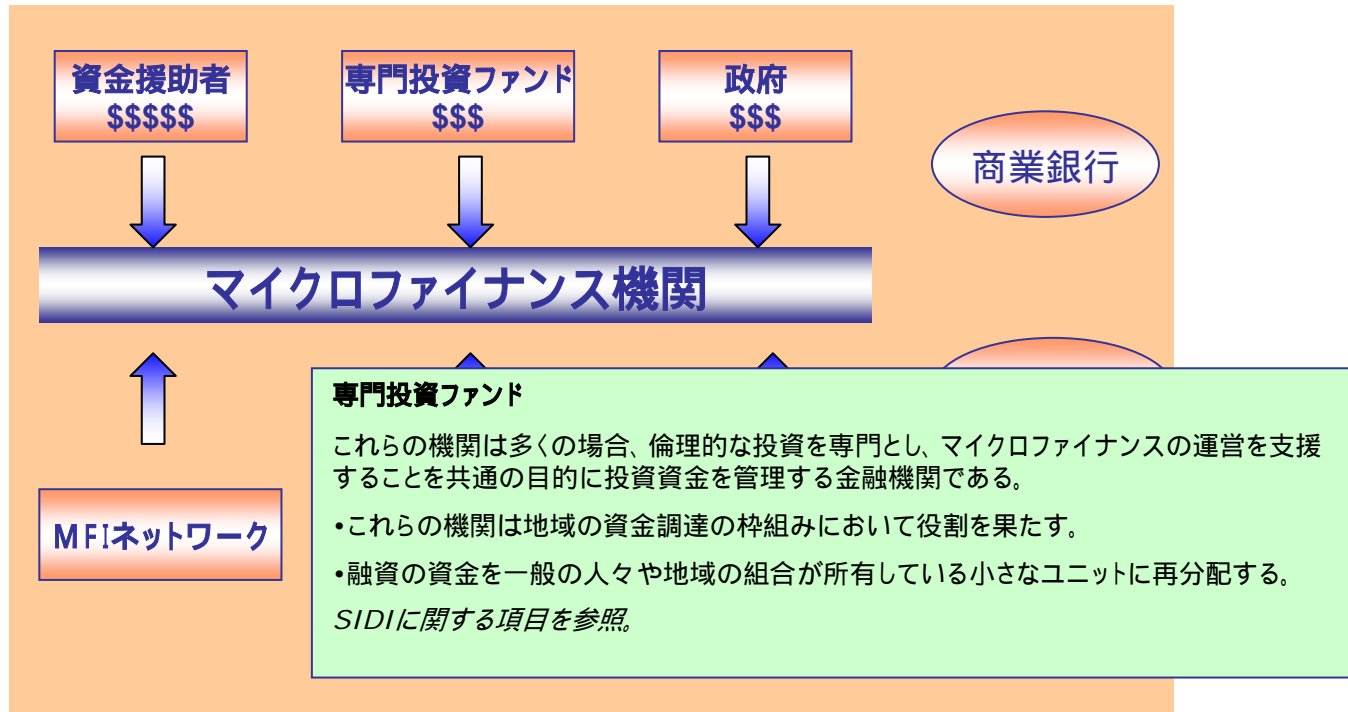 資金援助者
$$$$$
専門投資ファンド
$$$
政府
$$$
商業銀行
マイクロファイナンス機関
MFIネットワーク
専門投資ファンド
これらの機関は多くの場合、倫理的な投資を専門とし、マイクロファイナンスの運営を支援
することを共通の目的に投資資金を管理する金融機関である。
•これらの機関は地域の資金調達の枠組みにおいて役割を果たす。
•融資の資金を一般の人々や地域の組合が所有している小さなユニットに再分配する。
SIDIに関する項目を参照。